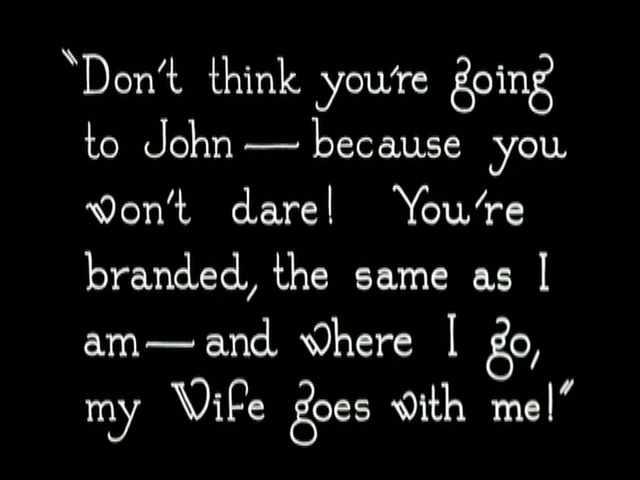 "Don't think you're going
to John — because you
won't dare! You're
branded, the same as I
am — and where I go,
my Wife goes with me!"